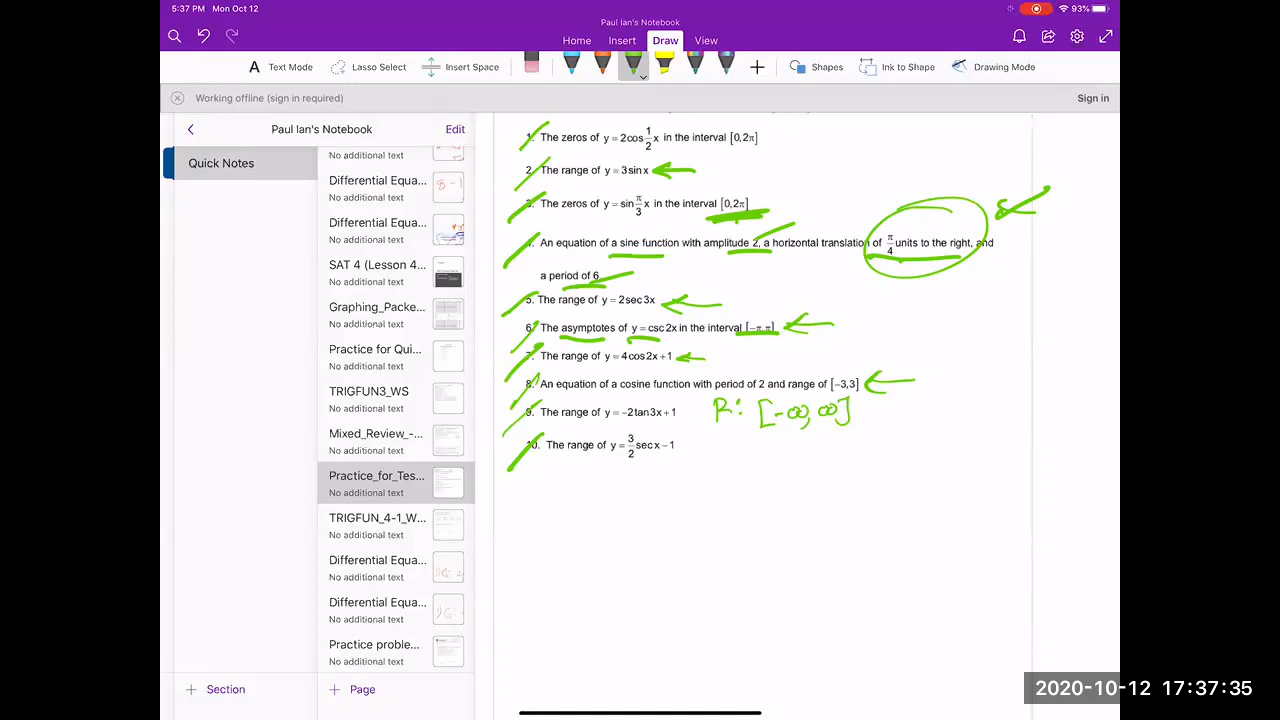 5:37 PM Mon Oct 12
93%
Paul Ian's Notebook
Home Insert Draw View
Text Mode Lasso Select Insert Space Shapes Ink to Shape Drawing Mode
Working offline (sign in required) Sign in
Paul Ian's Notebook Edit
Quick Notes
No additional text
Differential Equa...
No additional text
Differential Equa...
No additional text
SAT 2 (Lesson 4...
No additional text
Graphing_Packe...
No additional text
Practice for Qui...
No additional text
TRIGFUN3_WS
No additional text
Mixed_Review_-...
No additional text
Practice_for_Tes...
No additional text
TRIGFUN_4-1_W...
No additional text
Differential Equa...
No additional text
Differential Equa...
No additional text
Practice proble...
No additional text
+ Section + Page
1. The zeros of y = 2cos 1/2 x in the interval [0,2π]
2. The range of y = 3 sin x
3. The zeros of y = sin π/3 x in the interval [0,2π]
4. An equation of a sine function with amplitude 2, a horizontal translation of π/4 units to the right, and
a period of 6
5. The range of y = 2 sec 3x
6. The asymptotes of y = csc 2x in the interval [−π,π]
7. The range of y = 4 cos 2x + 1
8. An equation of a cosine function with period of 2 and range of [−3,3]
9. The range of y = −2 tan 3x + 1 R: [-∞, ∞]
10. The range of y = 3/2 sec x − 1
2020-10-12 17:37:35